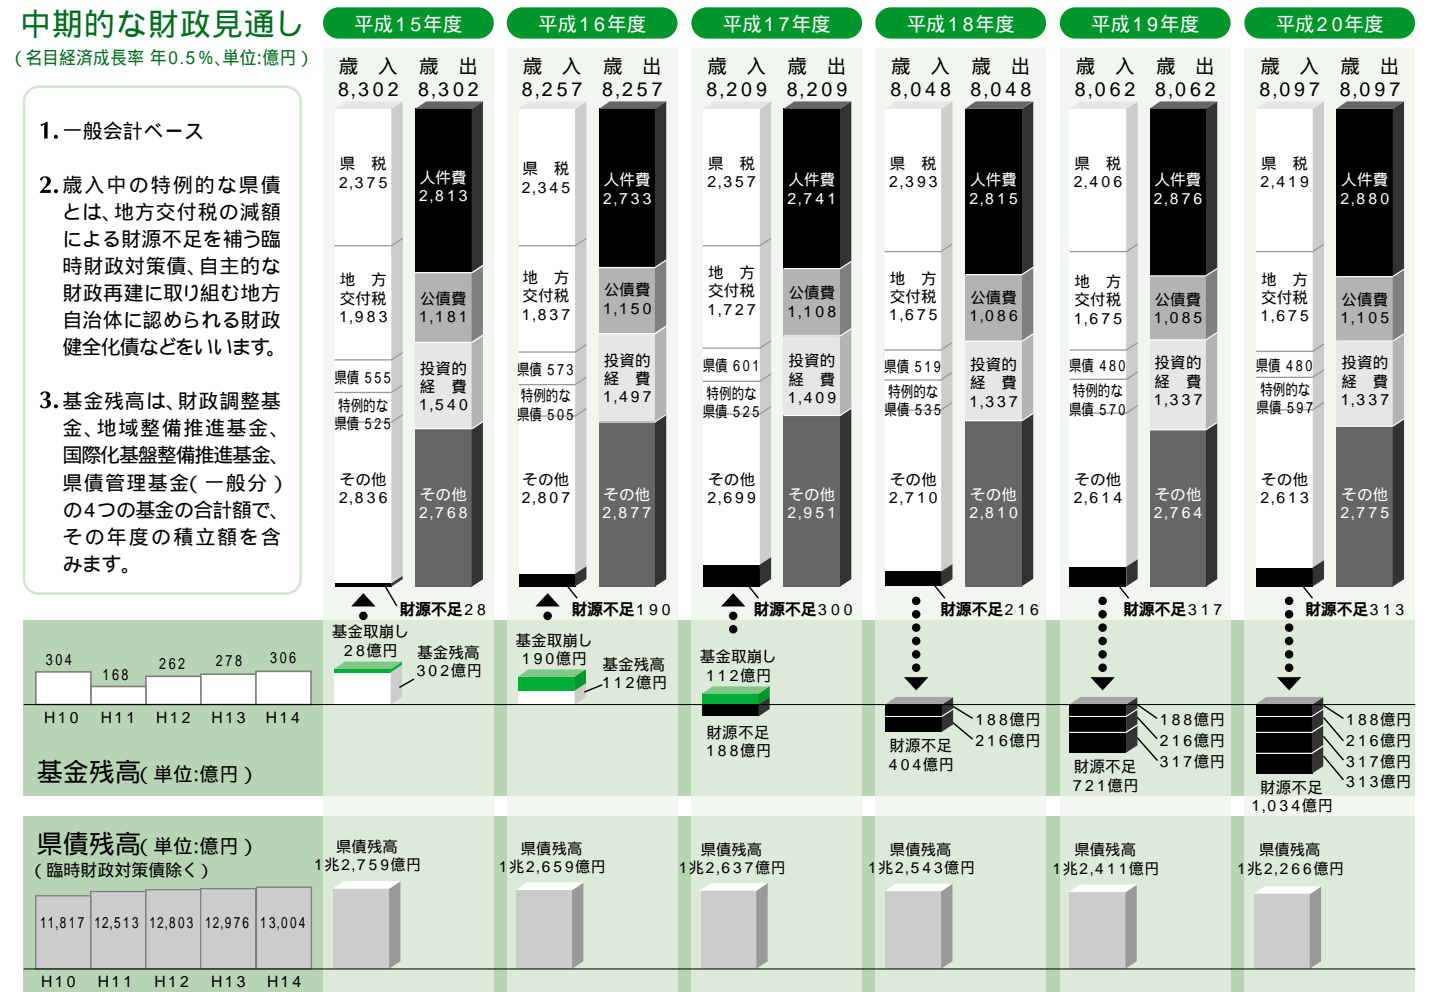 中期的な財政見通し
(名目経済成長率 年0.5%、単位:億円)
1.一般会計ベース
2.歳入中の特例的な県債
とは、地方交付税の減額
による財源不足を補う臨
時財政対策債、自主的な
財政再建に取り組む地方
自治体に認められる財政
健全化債などをいいます。
3.基金残高は、財政調整基
金、地域整備推進基金、
国際化基盤整備推進基金、
県債管理基金(一般分)
の4つの基金の合計額で、
その年度の積立額を含
みます。
平成15年度
歳入 歳出
8,302 8,302
県税
2,375
地方
交付税
1,983
県債 555
特例的な
県債 525
その他
2,836
人件費
2,813
公債費
1,181
投資的
経費
1,540
その他
2,768
財源不足28
基金取崩し
28億円
基金残高
302億円
平成16年度
歳入 歳出
8,257 8,257
県税
2,345
地方
交付税
1,837
県債 573
特例的な
県債 505
その他
2,807
人件費
2,733
公債費
1,150
投資的
経費
1,497
その他
2,877
財源不足190
基金取崩し
190億円
基金残高
112億円
平成17年度
歳入 歳出
8,209 8,209
県税
2,357
地方
交付税
1,727
県債 601
特例的な
県債 525
その他
2,699
人件費
2,741
公債費
1,108
投資的
経費
1,409
その他
2,951
財源不足300
基金取崩し
112億円
財源不足
188億円
平成18年度
歳入 歳出
8,048 8,048
県税
2,393
地方
交付税
1,675
県債 519
特例的な
県債 535
その他
2,710
人件費
2,815
公債費
1,086
投資的
経費
1,337
その他
2,810
財源不足216
188億円
216億円
財源不足
404億円
平成19年度
歳入 歳出
8,062 8,062
県税
2,406
地方
交付税
1,675
県債 480
特例的な
県債 570
その他
2,614
人件費
2,876
公債費
1,085
投資的
経費
1,337
その他
2,764
財源不足317
188億円
216億円
317億円
財源不足
721億円
平成20年度
歳入 歳出
8,097 8,097
県税
2,419
地方
交付税
1,675
県債 480
特例的な
県債 597
その他
2,613
人件費
2,880
公債費
1,105
投資的
経費
1,337
その他
2,775
財源不足313
188億円
216億円
317億円
313億円
財源不足
1,034億円
304 168 262 278 306
H10 H11 H12 H13 H14
基金残高(単位:億円)
県債残高(単位:億円)
(臨時財政対策債除く)
11,817 12,513 12,803 12,976 13,004
H10 H11 H12 H13 H14
県債残高
1兆2,759億円
県債残高
1兆2,659億円
県債残高
1兆2,637億円
県債残高
1兆2,543億円
県債残高
1兆2,411億円
県債残高
1兆2,266億円